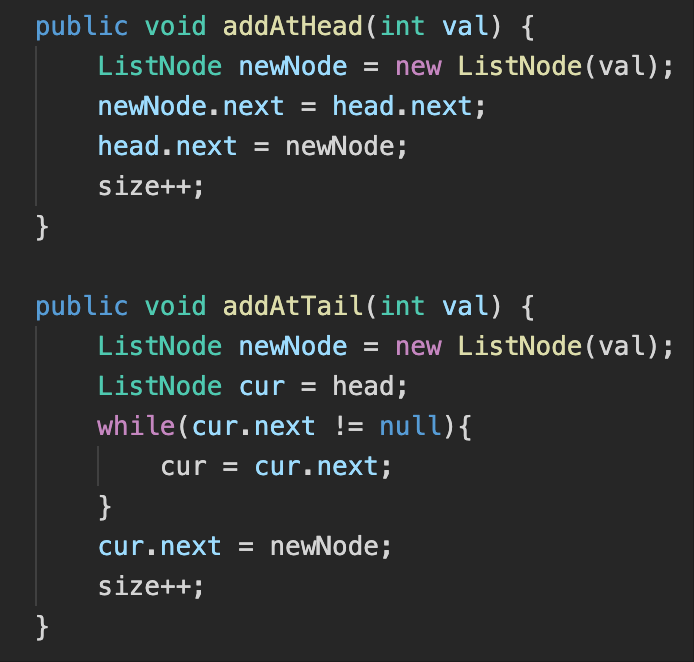 public void addAtHead(int val) {
    ListNode newNode = new ListNode(val);
    newNode.next = head.next;
    head.next = newNode;
    size++;
}

public void addAtTail(int val) {
    ListNode newNode = new ListNode(val);
    ListNode cur = head;
    while(cur.next != null){
        cur = cur.next;
    }
    cur.next = newNode;
    size++;
}